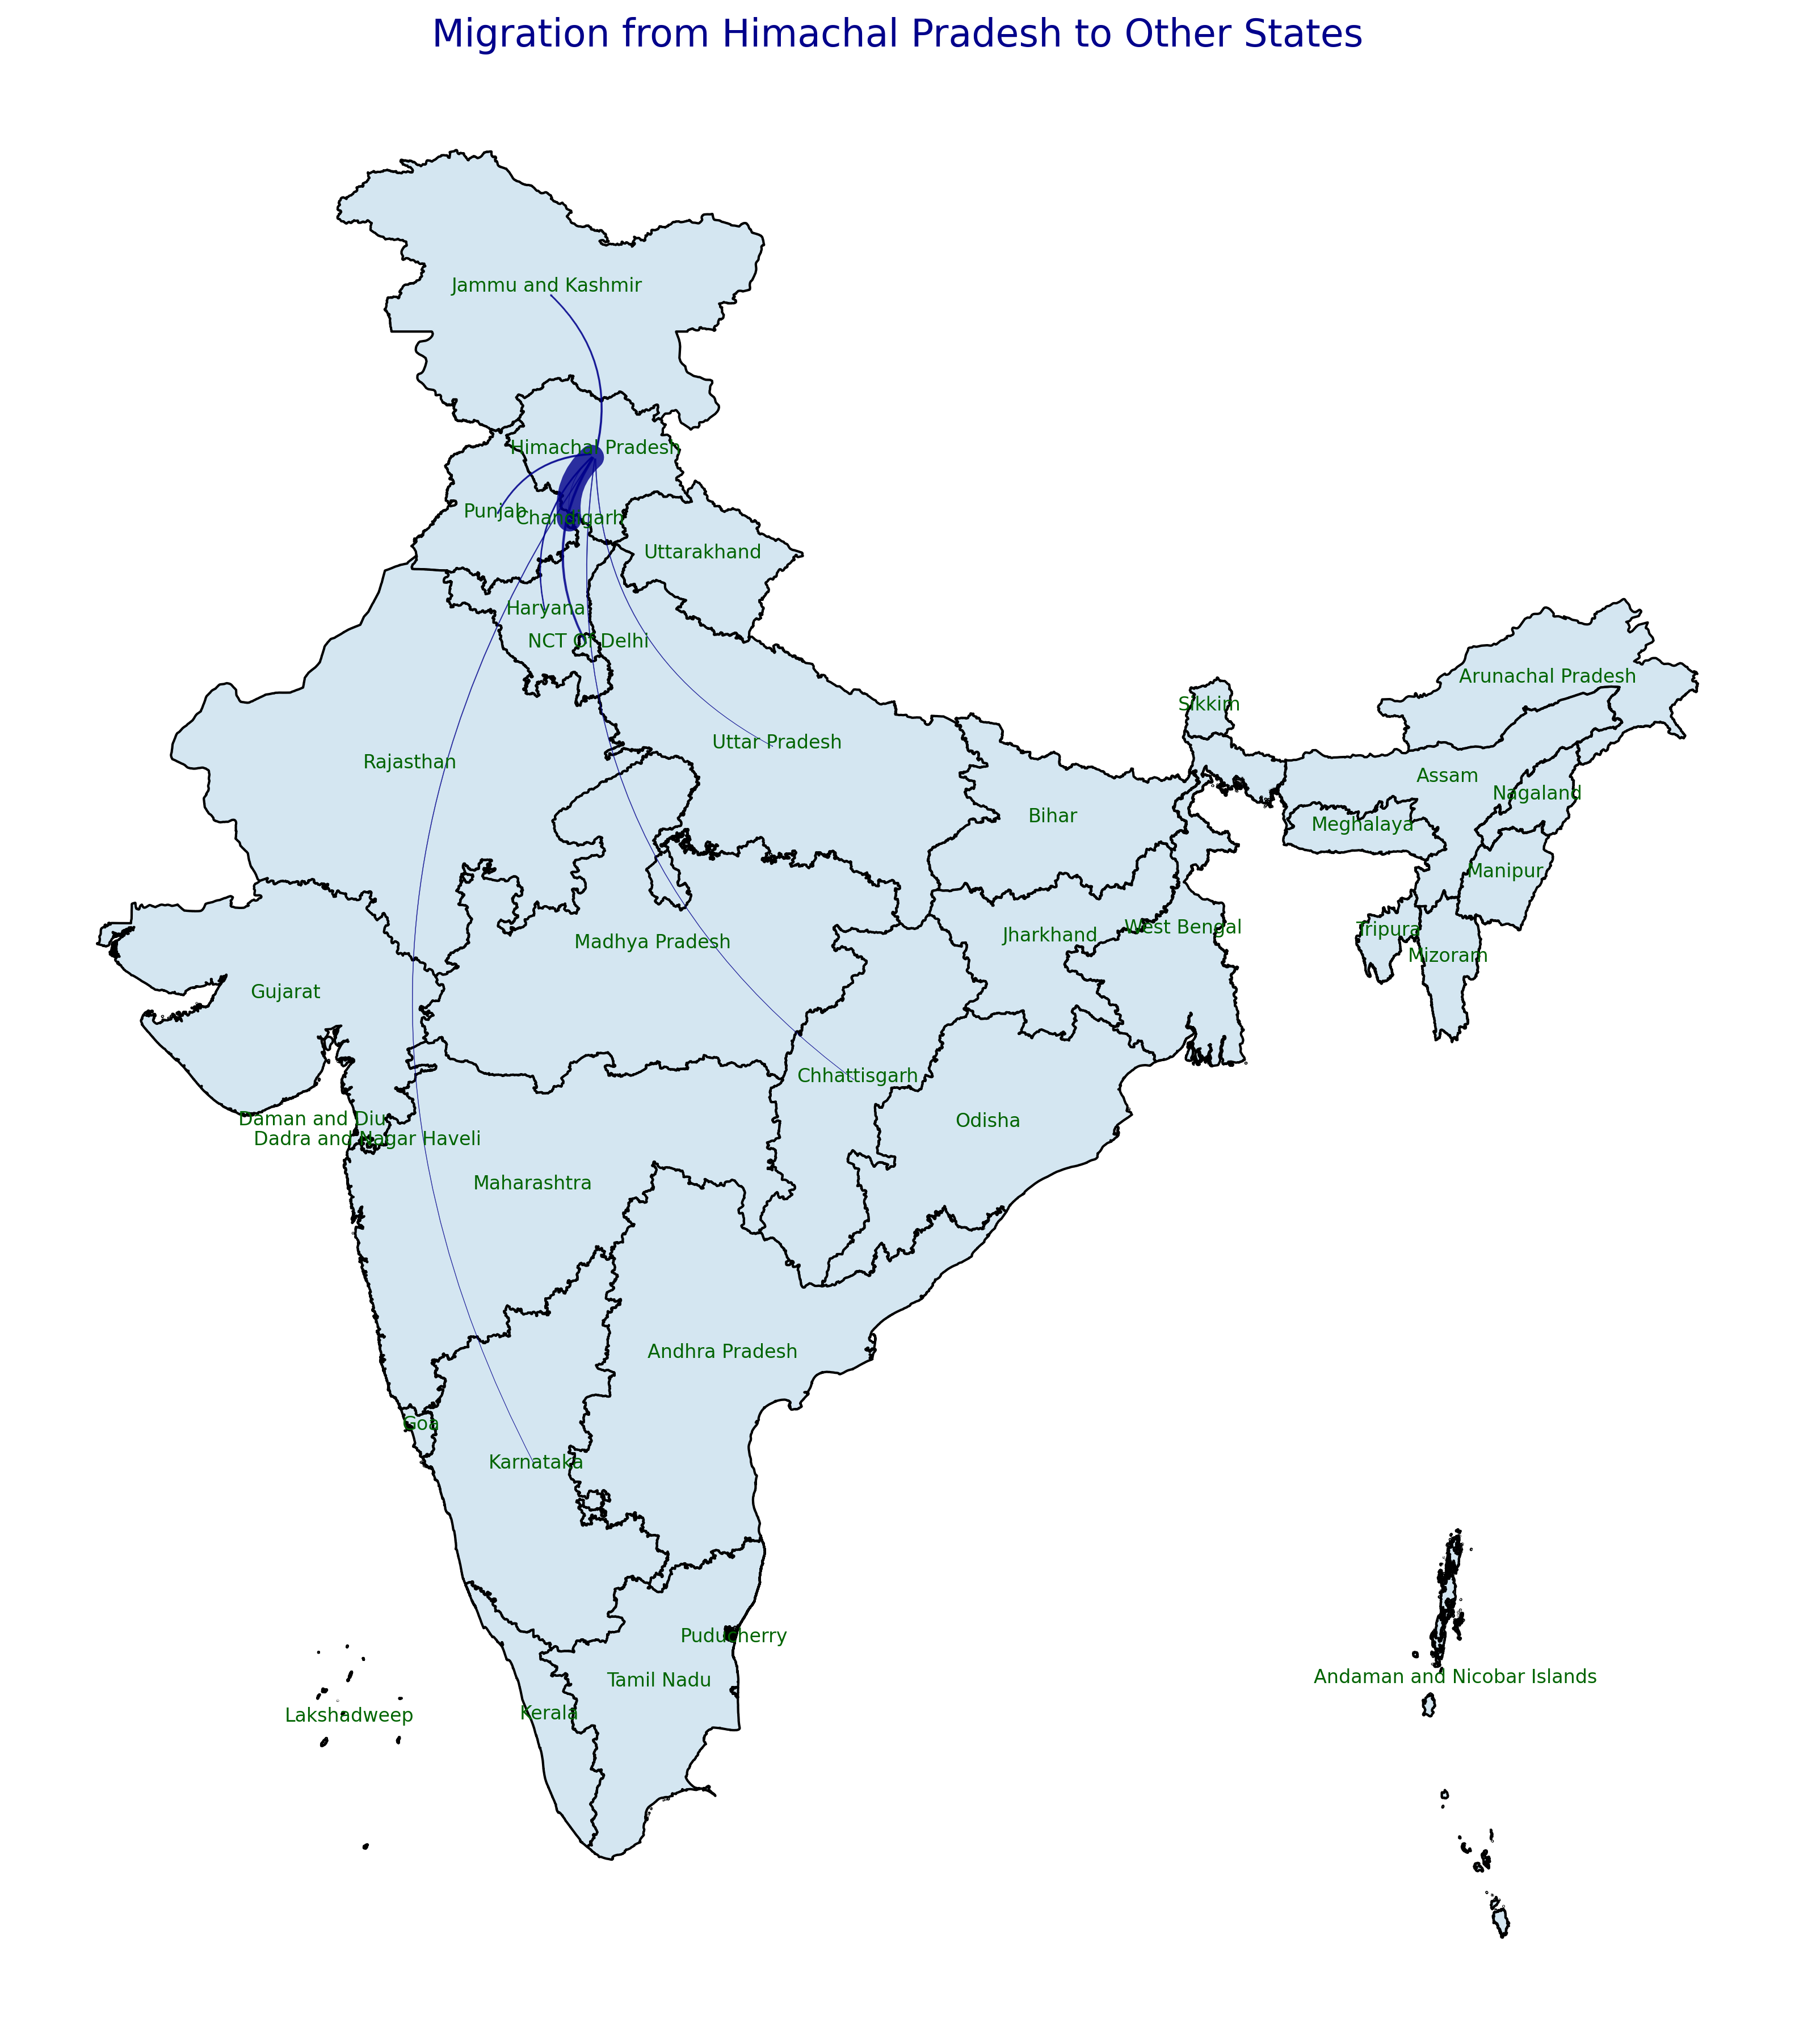 Migration from Himachal Pradesh to Other States
Jammu and Kashmir
Himachal Pradesh
Punjab
Chandigarh
Uttarakhand
Haryana
NCT Of Delhi
Arunachal Pradesh
Sikkim
Uttar Pradesh
Rajasthan
Assam
Nagaland
Bihar
Meghalaya
Manipur
West Bengal
Tripura
Jharkhand
Madhya Pradesh
Mizoram
Gujarat
Chhattisgarh
Daman and Diu
Odisha
Dadra and Nagar Haveli
Maharashtra
Andhra Pradesh
Goa
Karnataka
Puducherry
Tamil Nadu
Andaman and Nicobar Islands
Kerala
Lakshadweep